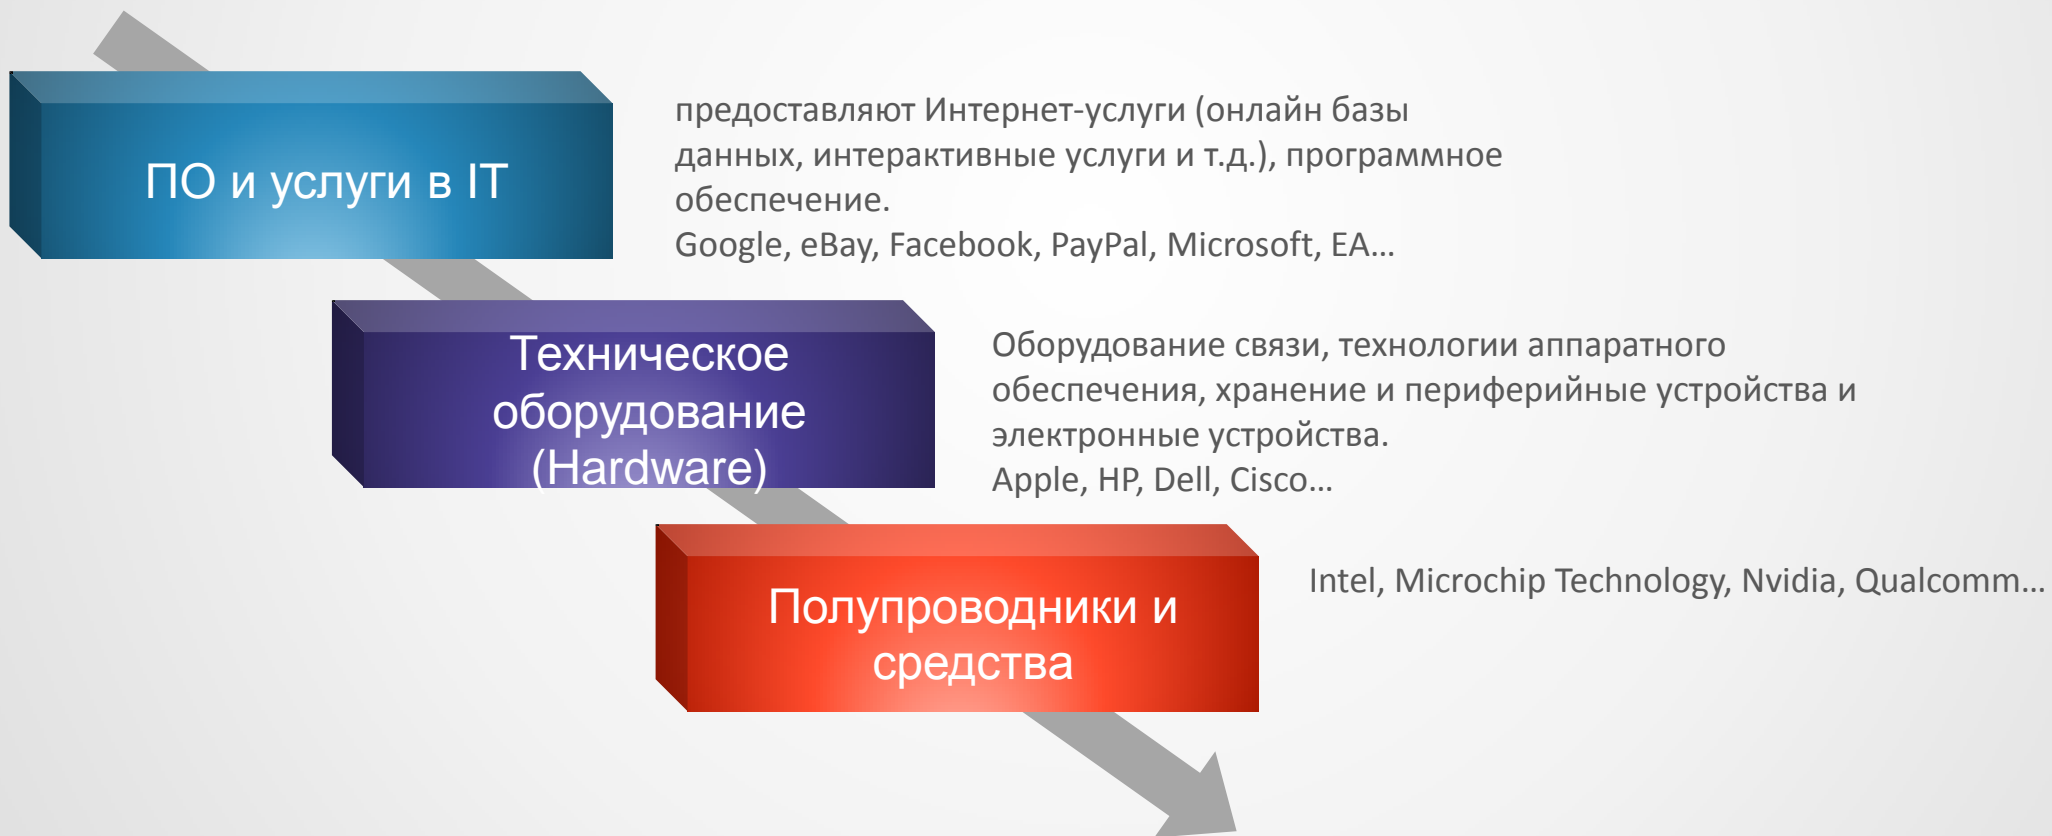 ПО и услуги в IT
предоставляют Интернет-услуги (онлайн базы
данных, интерактивные услуги и т.д.), программное
обеспечение.
Google, eBay, Facebook, PayPal, Microsoft, EA…
Техническое
оборудование
(Hardware)
Оборудование связи, технологии аппаратного
обеспечения, хранение и периферийные устройства и
электронные устройства.
Apple, HP, Dell, Cisco…
Полупроводники и
средства
Intel, Microchip Technology, Nvidia, Qualcomm…